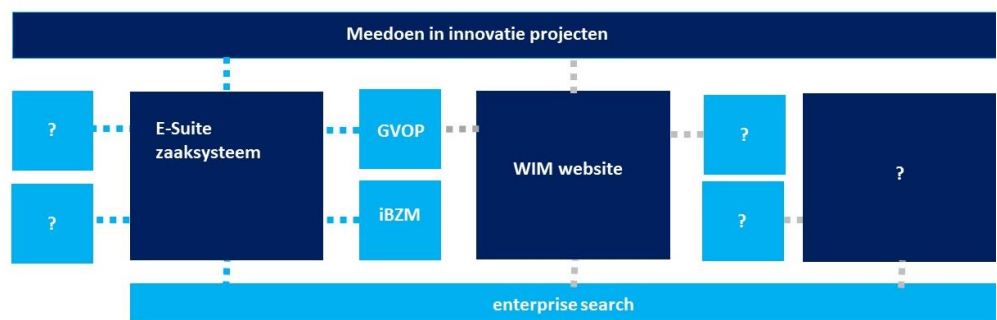 Meedoen in innovatie projecten
?
E-Suite
zaaksysteem
GVOP
WIM website
?
?
?
iBZM
?
enterprise search